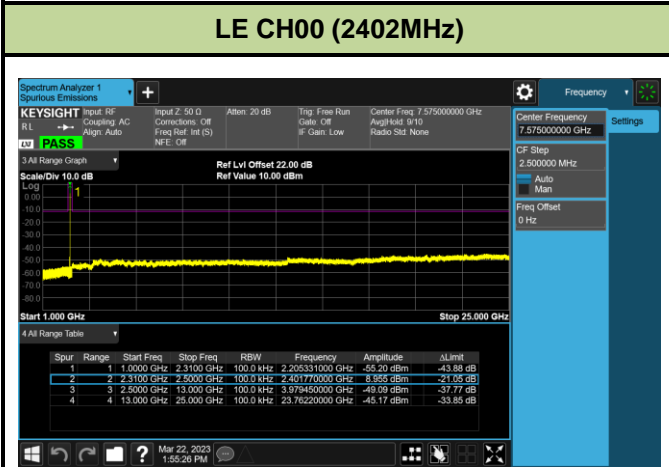 LE CH00 (2402MHz)
Spectrum Analyzer 1
Spurious Emissions
Frequency
KEYSIGHT Input: RF Input Z: 50 Ω Atten: 20 dB Trig: Free Run Center Freq: 7.575000000 GHz
R L Coupling: AC Corrections: Off Gate: Off Avg|Hold: 9/10
Align: Auto Freq Ref: Int (S) IF Gain: Low Radio Std: None
LXI PASS NFE: Off
Center Frequency
7.575000000 GHz
Settings
CF Step
2.500000 MHz
Auto
Man
Freq Offset
0 Hz
3 All Range Graph
Ref Lvl Offset 22.00 dB
Scale/Div 10.0 dB Ref Value 10.00 dBm
Log
1
0.00
-10.0
-20.0
-30.0
-40.0
-50.0
-60.0
-70.0
-80.0
Start 1.000 GHz Stop 25.000 GHz
4 All Range Table
Spur Range Start Freq Stop Freq RBW Frequency Amplitude ΔLimit
1 1 1.0000 GHz 2.3100 GHz 100.0 kHz 2.205331000 GHz -55.20 dBm -43.88 dB
2 2 2.3100 GHz 2.5000 GHz 100.0 kHz 2.401770000 GHz 8.955 dBm -21.05 dB
3 3 2.5000 GHz 13.000 GHz 100.0 kHz 3.979450000 GHz -49.09 dBm -37.77 dB
4 4 13.000 GHz 25.000 GHz 100.0 kHz 23.76220000 GHz -45.17 dBm -33.85 dB
Mar 22, 2023
1:55:26 PM